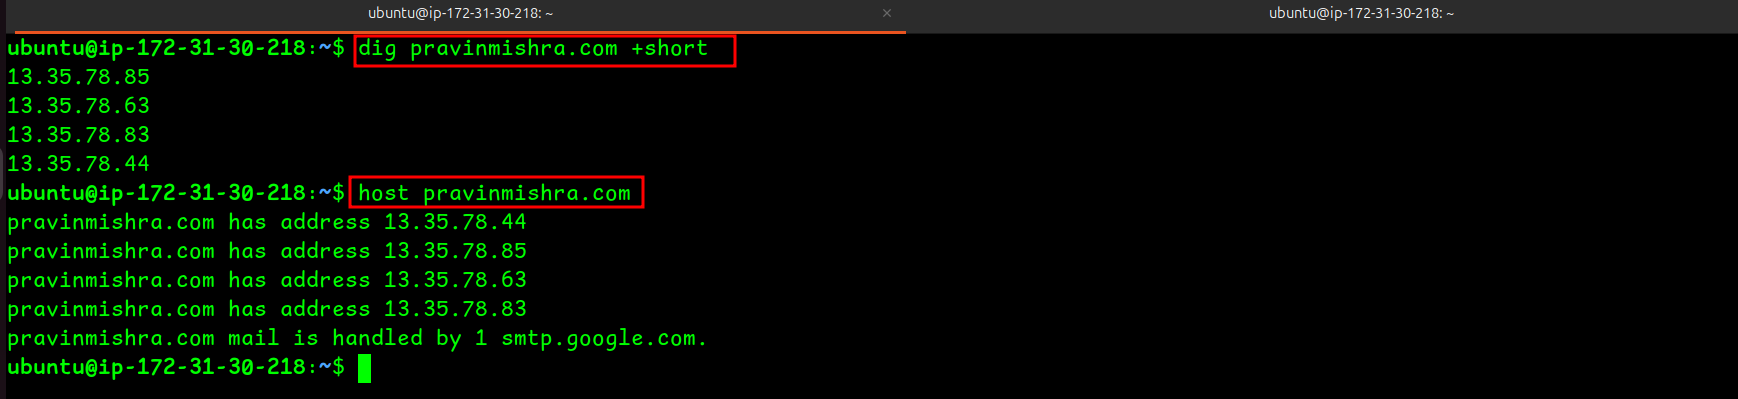 ubuntu@ip-172-31-30-218: ~ × ubuntu@ip-172-31-30-218: ~
ubuntu@ip-172-31-30-218:~$ dig pravinmishra.com +short
13.35.78.85
13.35.78.63
13.35.78.83
13.35.78.44
ubuntu@ip-172-31-30-218:~$ host pravinmishra.com
pravinmishra.com has address 13.35.78.44
pravinmishra.com has address 13.35.78.85
pravinmishra.com has address 13.35.78.63
pravinmishra.com has address 13.35.78.83
pravinmishra.com mail is handled by 1 smtp.google.com.
ubuntu@ip-172-31-30-218:~$